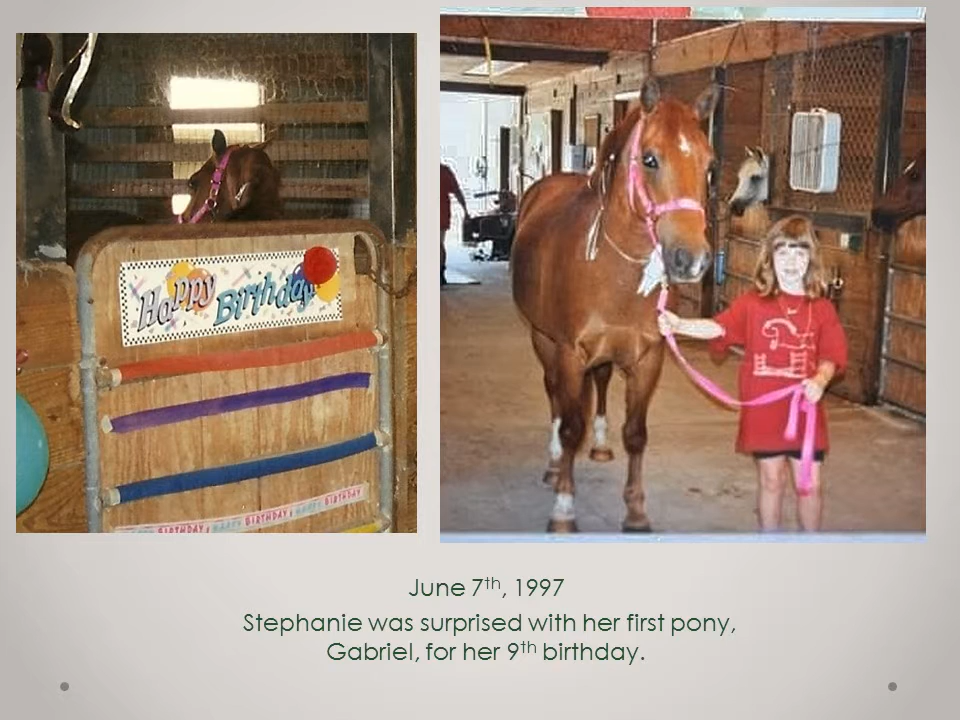 Happy Birthday
BIRTHDAY HAPPY BIRTHDAY HAPPY BIRTHDAY
June 7th, 1997
Stephanie was surprised with her first pony,
Gabriel, for her 9th birthday.